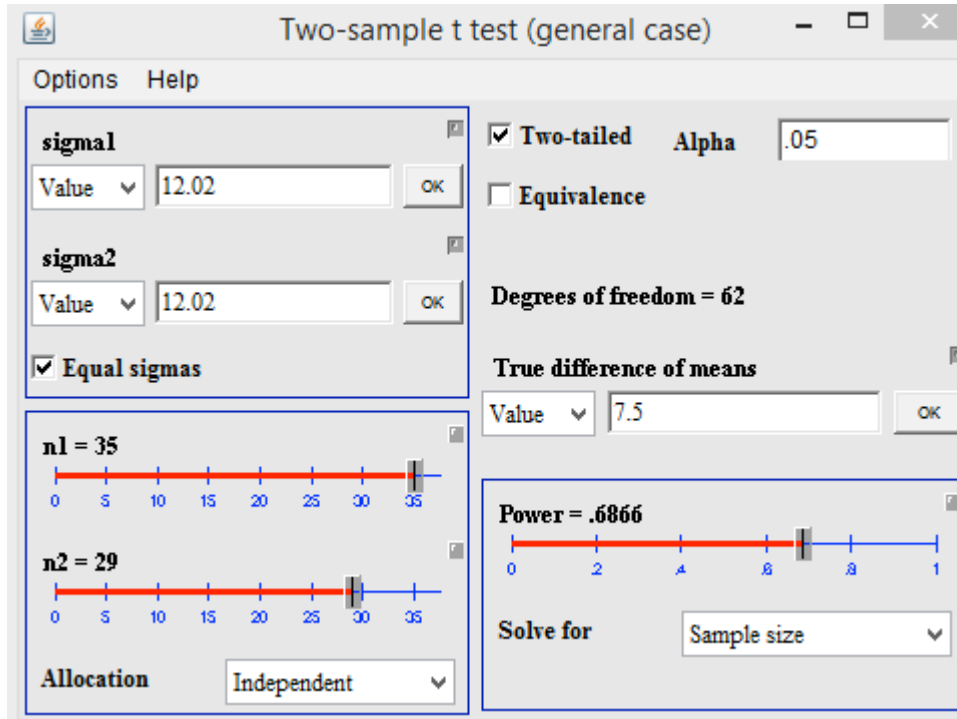 Two-sample t test (general case)
Options Help
sigma1
Value 12.02 OK
sigma2
Value 12.02 OK
Equal sigmas
n1 = 35
0 5 10 15 20 25 30 35
n2 = 29
0 5 10 15 20 25 30 35
Allocation Independent
Two-tailed Alpha .05
Equivalence
Degrees of freedom = 62
True difference of means
Value 7.5 OK
Power = .6866
0 .2 .4 .6 .8 1
Solve for Sample size